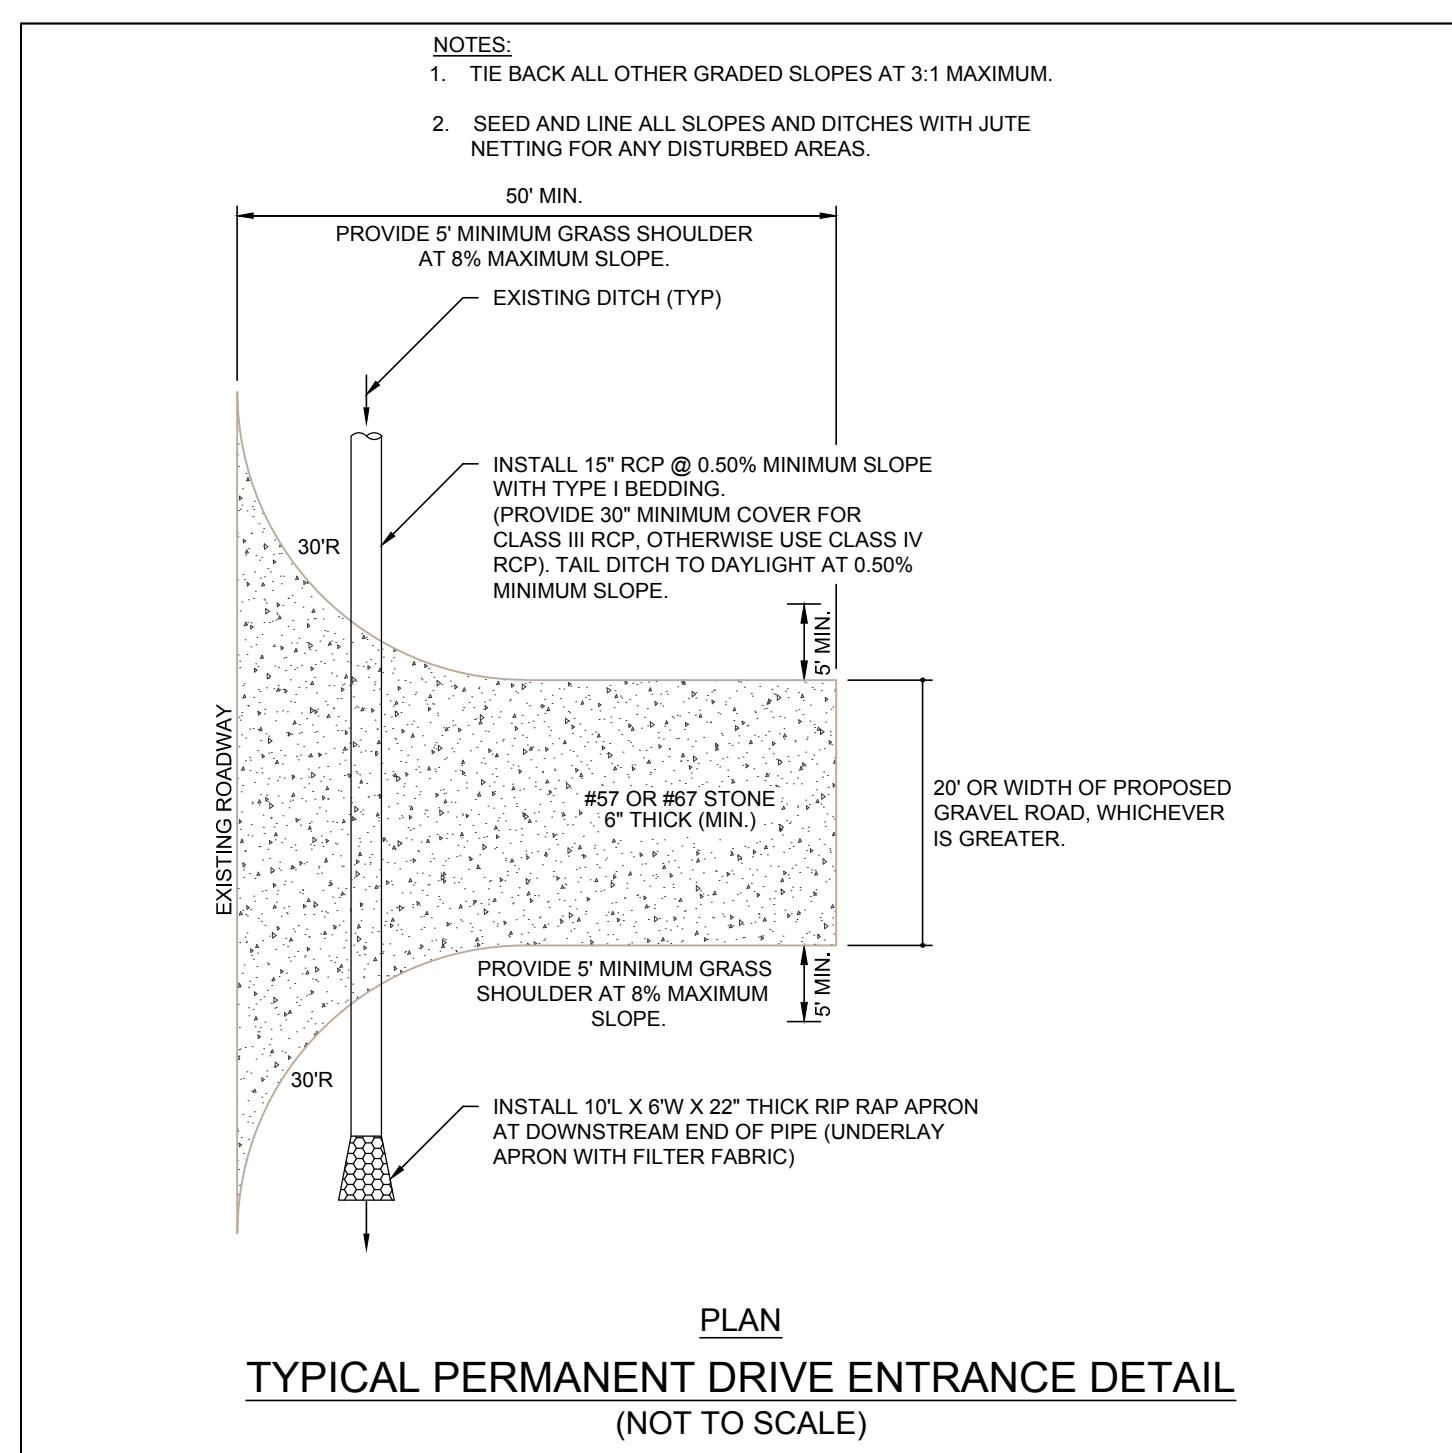 NOTES:
1. TIE BACK ALL OTHER GRADED SLOPES AT 3:1 MAXIMUM.
2. SEED AND LINE ALL SLOPES AND DITCHES WITH JUTE
NETTING FOR ANY DISTURBED AREAS.
50' MIN.
PROVIDE 5' MINIMUM GRASS SHOULDER
AT 8% MAXIMUM SLOPE.
EXISTING DITCH (TYP)
INSTALL 15" RCP @ 0.50% MINIMUM SLOPE
WITH TYPE I BEDDING.
(PROVIDE 30" MINIMUM COVER FOR
CLASS III RCP, OTHERWISE USE CLASS IV
RCP). TAIL DITCH TO DAYLIGHT AT 0.50%
MINIMUM SLOPE.
30'R
5' MIN.
EXISTING ROADWAY
#57 OR #67 STONE
6" THICK (MIN.)
20' OR WIDTH OF PROPOSED
GRAVEL ROAD, WHICHEVER
IS GREATER.
PROVIDE 5' MINIMUM GRASS
SHOULDER AT 8% MAXIMUM
SLOPE.
5' MIN.
30'R
INSTALL 10'L X 6'W X 22" THICK RIP RAP APRON
AT DOWNSTREAM END OF PIPE (UNDERLAY
APRON WITH FILTER FABRIC)
PLAN
TYPICAL PERMANENT DRIVE ENTRANCE DETAIL
(NOT TO SCALE)